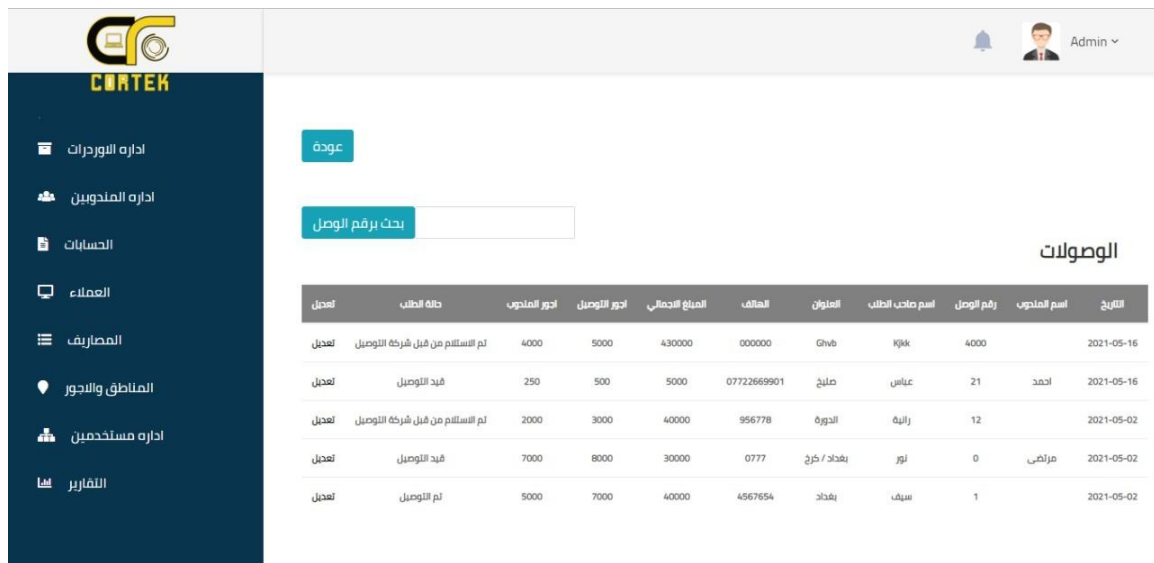 CORTEK
Admin
اداره الاوردرات
اداره المندوبين
الحسابات
العملاء
المصاريف
المناطق والاجور
اداره مستخدمين
التقارير
عودة
بحث برقم الوصل
الوصولات
التاريخ اسم المندوب رقم الوصل اسم صاحب الطلب العنوان الهاتف المبلغ الاجمالي اجور التوصيل اجور المندوب حالة الطلب تعديل
2021-05-16 4000 Kjkk Ghvb 000000 430000 5000 4000 تم الاستلام من قبل شركة التوصيل تعديل
2021-05-16 احمد 21 عباس صليخ 07722669901 5000 500 250 قيد التوصيل تعديل
2021-05-02 12 رانية الدورة 956778 40000 3000 2000 تم الاستلام من قبل شركة التوصيل تعديل
2021-05-02 مرتضى 0 نور بغداد / كرخ 0777 30000 8000 7000 قيد التوصيل تعديل
2021-05-02 1 سيف بغداد 4567654 40000 7000 5000 تم التوصيل تعديل